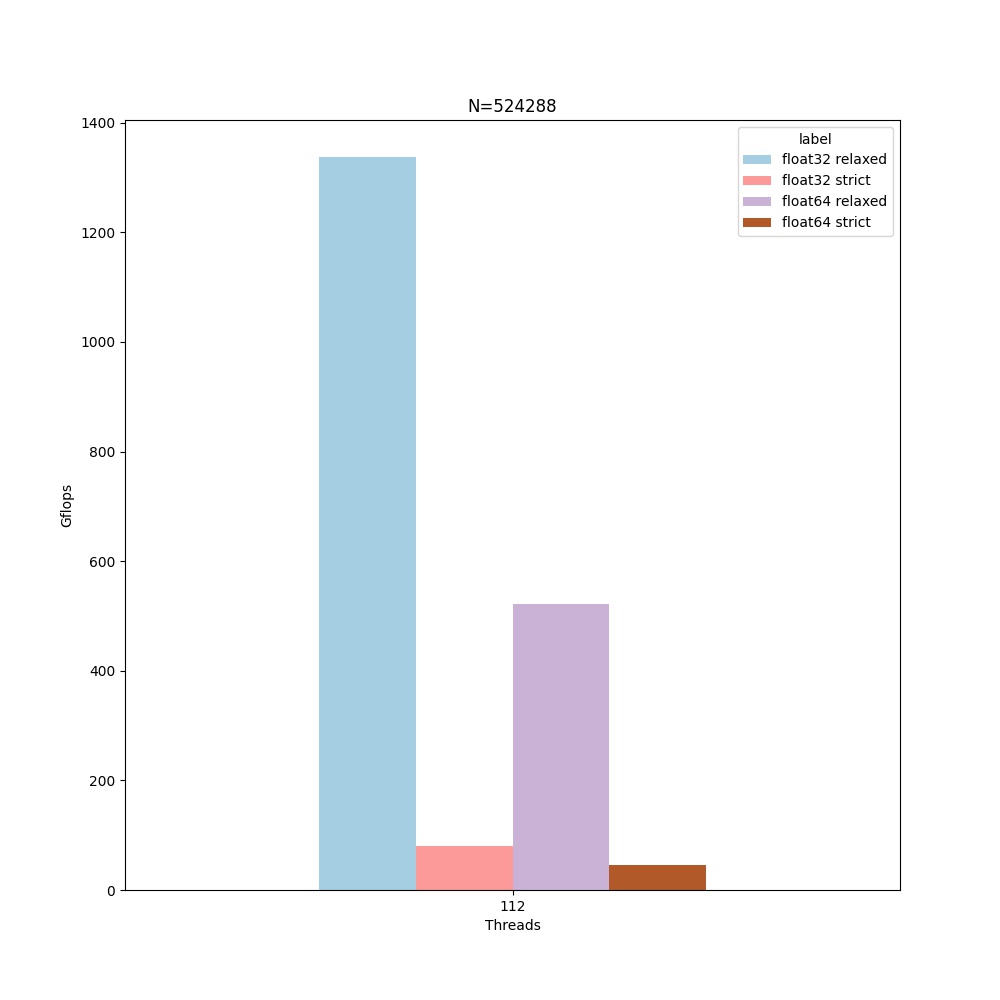 N=524288
1400
1200
1000
800
600
400
200
0
Gflops
label
float32 relaxed
float32 strict
float64 relaxed
float64 strict
112
Threads